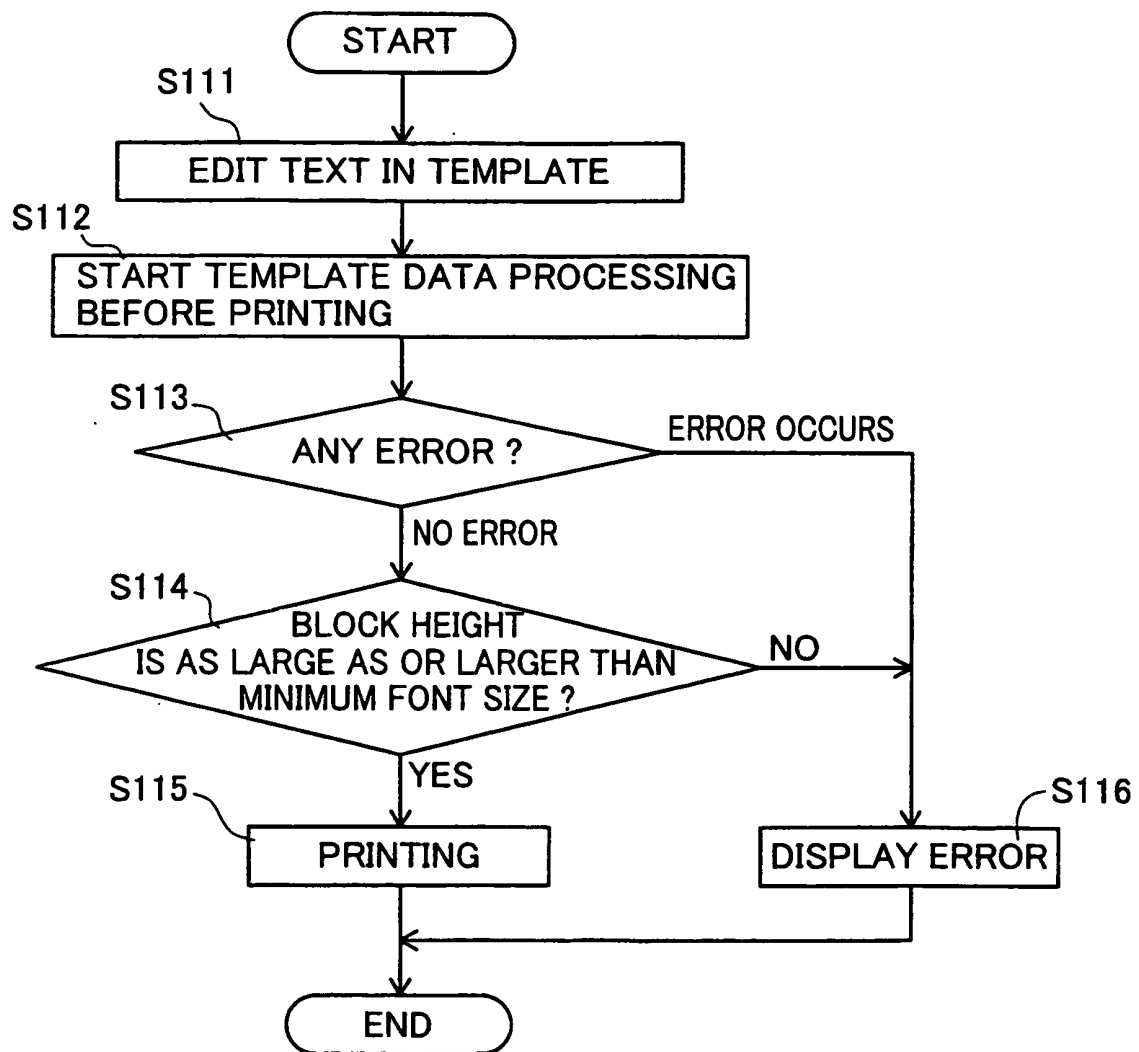 START
S111
EDIT TEXT IN TEMPLATE
S112
START TEMPLATE DATA PROCESSING
BEFORE PRINTING
S113
ANY ERROR ?
ERROR OCCURS
NO ERROR
S114
BLOCK HEIGHT
IS AS LARGE AS OR LARGER THAN
MINIMUM FONT SIZE ?
NO
YES
S115
PRINTING
S116
DISPLAY ERROR
END